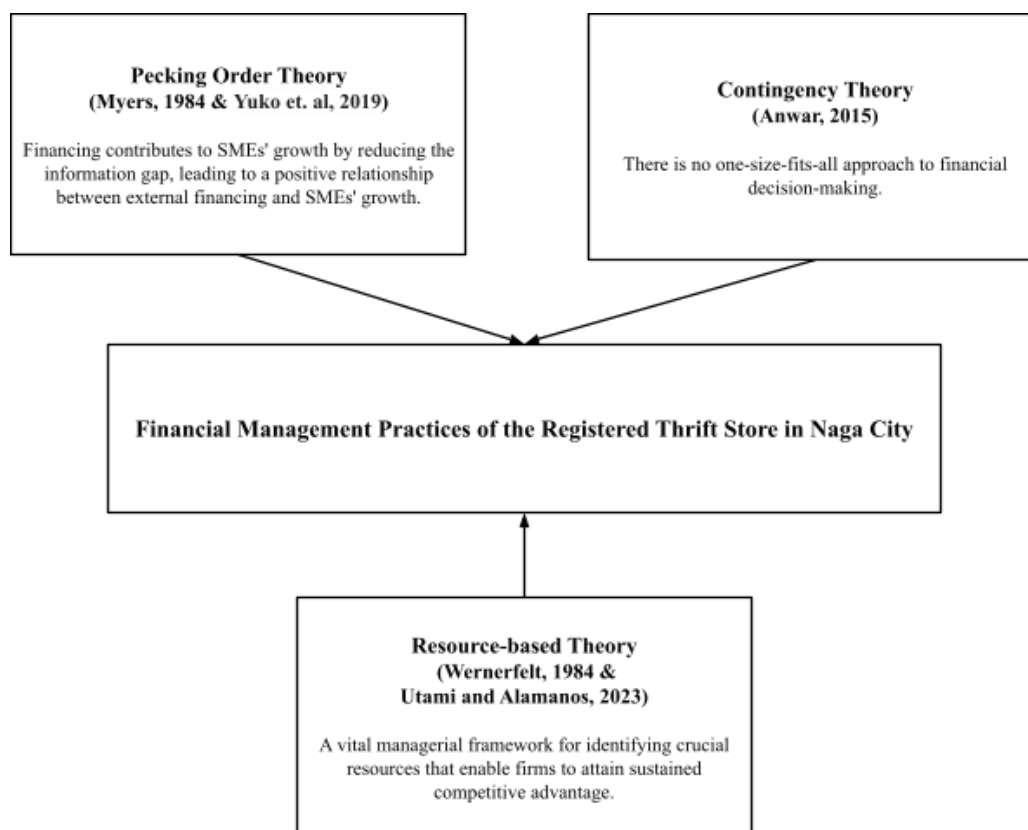 Pecking Order Theory
(Myers, 1984 & Yuko et. al, 2019)
Financing contributes to SMEs' growth by reducing the
information gap, leading to a positive relationship
between external financing and SMEs' growth.
Contingency Theory
(Anwar, 2015)
There is no one-size-fits-all approach to financial
decision-making.
Financial Management Practices of the Registered Thrift Store in Naga City
Resource-based Theory
(Wernerfelt, 1984 &
Utami and Alamanos, 2023)
A vital managerial framework for identifying crucial
resources that enable firms to attain sustained
competitive advantage.